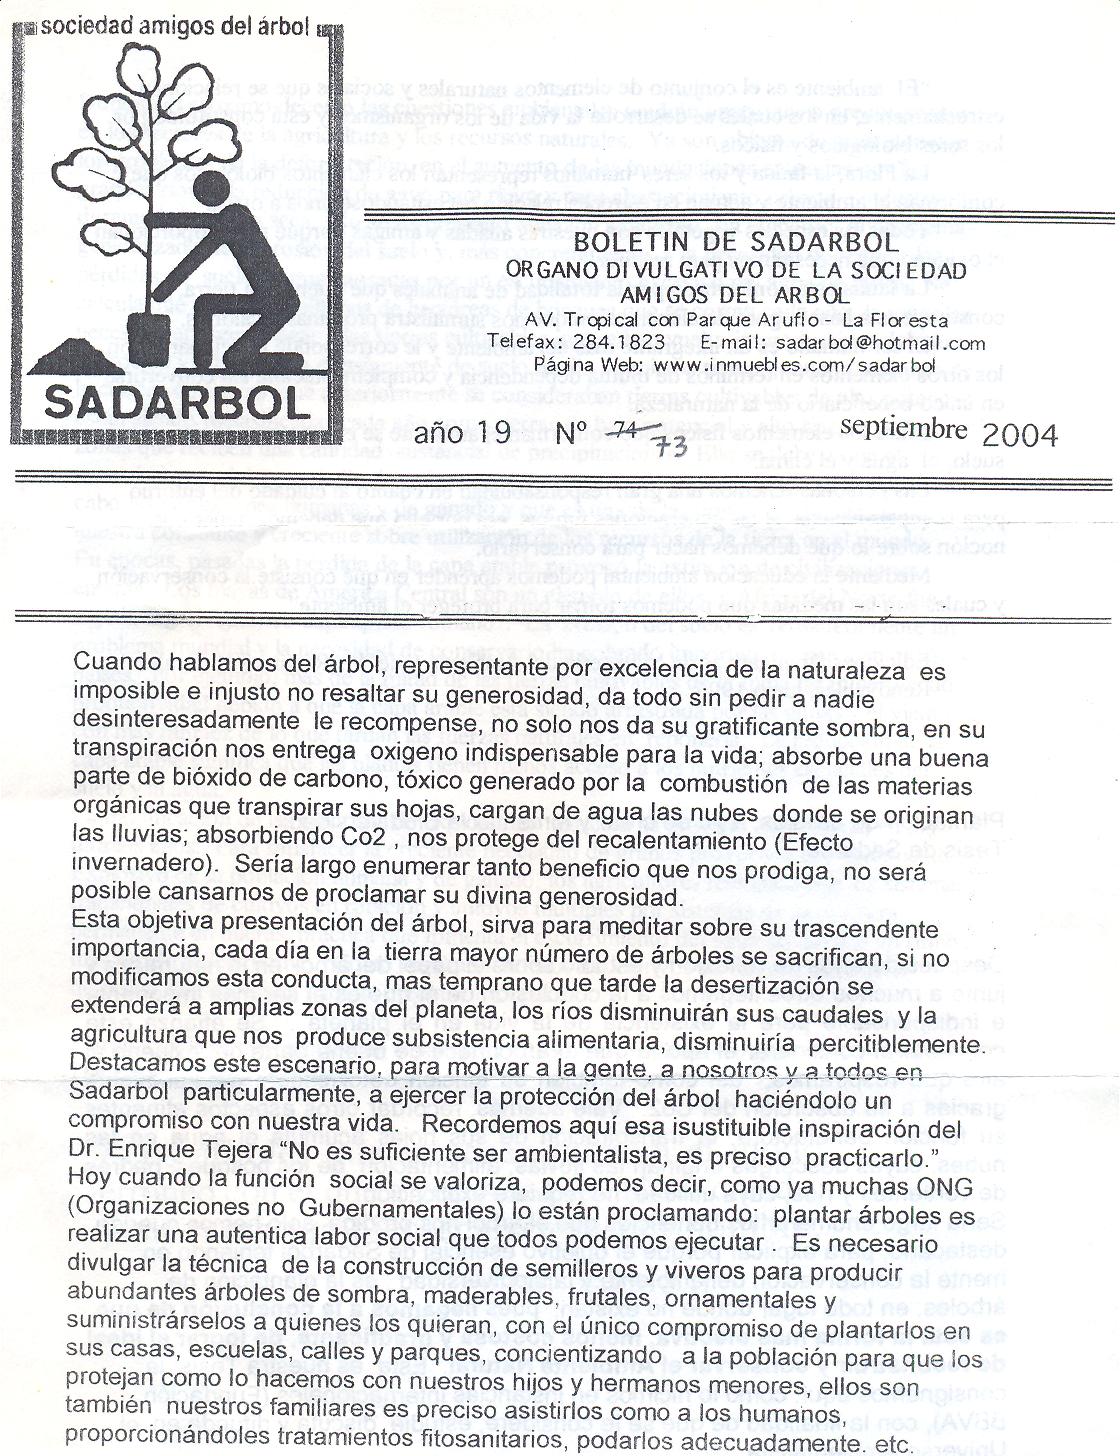 sociedad amigos del árbol
SADARBOL
BOLETIN DE SADARBOL
ORGANO DIVULGATIVO DE LA SOCIEDAD
AMIGOS DEL ARBOL
AV. Tropical con Parque Aruflo - La Floresta
Telefax: 284.1823 E-mail: sadarbol@hotmail.com
Página Web: www.inmuebles.com/sadarbol
año 19 Nº 74 73 septiembre 2004
Cuando hablamos del árbol, representante por excelencia de la naturaleza es
imposible e injusto no resaltar su generosidad, da todo sin pedir a nadie
desinteresadamente le recompense, no solo nos da su gratificante sombra, en su
transpiración nos entrega oxigeno indispensable para la vida; absorbe una buena
parte de bióxido de carbono, tóxico generado por la combustión de las materias
orgánicas que transpirar sus hojas, cargan de agua las nubes donde se originan
las lluvias; absorbiendo Co2 , nos protege del recalentamiento (Efecto
invernadero). Sería largo enumerar tanto beneficio que nos prodiga, no será
posible cansarnos de proclamar su divina generosidad.
Esta objetiva presentación del árbol, sirva para meditar sobre su trascendente
importancia, cada día en la tierra mayor número de árboles se sacrifican, si no
modificamos esta conducta, mas temprano que tarde la desertización se
extenderá a amplias zonas del planeta, los ríos disminuirán sus caudales y la
agricultura que nos produce subsistencia alimentaria, disminuiría percitiblemente.
Destacamos este escenario, para motivar a la gente, a nosotros y a todos en
Sadarbol particularmente, a ejercer la protección del árbol haciéndolo un
compromiso con nuestra vida. Recordemos aquí esa isustituible inspiración del
Dr. Enrique Tejera “No es suficiente ser ambientalista, es preciso practicarlo.”
Hoy cuando la función social se valoriza, podemos decir, como ya muchas ONG
(Organizaciones no Gubernamentales) lo están proclamando; plantar árboles es
realizar una autentica labor social que todos podemos ejecutar . Es necesario
divulgar la técnica de la construcción de semilleros y viveros para producir
abundantes árboles de sombra, maderables, frutales, ornamentales y
suministrárselos a quienes los quieran, con el único compromiso de plantarlos en
sus casas, escuelas, calles y parques, concientizando a la población para que los
protejan como lo hacemos con nuestros hijos y hermanos menores, ellos son
también nuestros familiares es preciso asistirlos como a los humanos,
proporcionándoles tratamientos fitosanitarios, podarlos adecuadamente. etc.